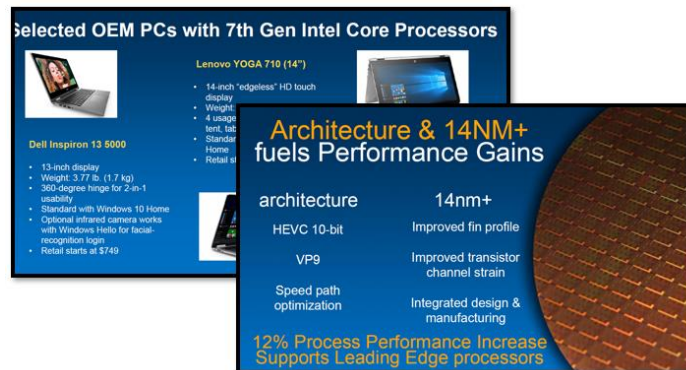 Selected OEM PCs with 7th Gen Intel Core Processors
Lenovo YOGA 710 (14")
• 14-inch "edgeless" HD touch
display
• Weight:
• 4 usage
tent,
• Standard
Home
• Retail
Dell Inspiron 13 5000
• 13-inch display
• Weight: 3.77 lb. (1.7 kg)
• 360-degree hinge for 2-in-1
usability
• Standard with Windows 10 Home
• Optional infrared camera works
with Windows Hello for facial-
recognition login
• Retail starts at $749
Architecture & 14NM+
fuels Performance Gains
architecture
HEVC 10-bit
VP9
Speed path
optimization
14nm+
Improved fin profile
Improved transistor
channel strain
Integrated design &
manufacturing
12% Process Performance Increase
Supports Leading Edge processors